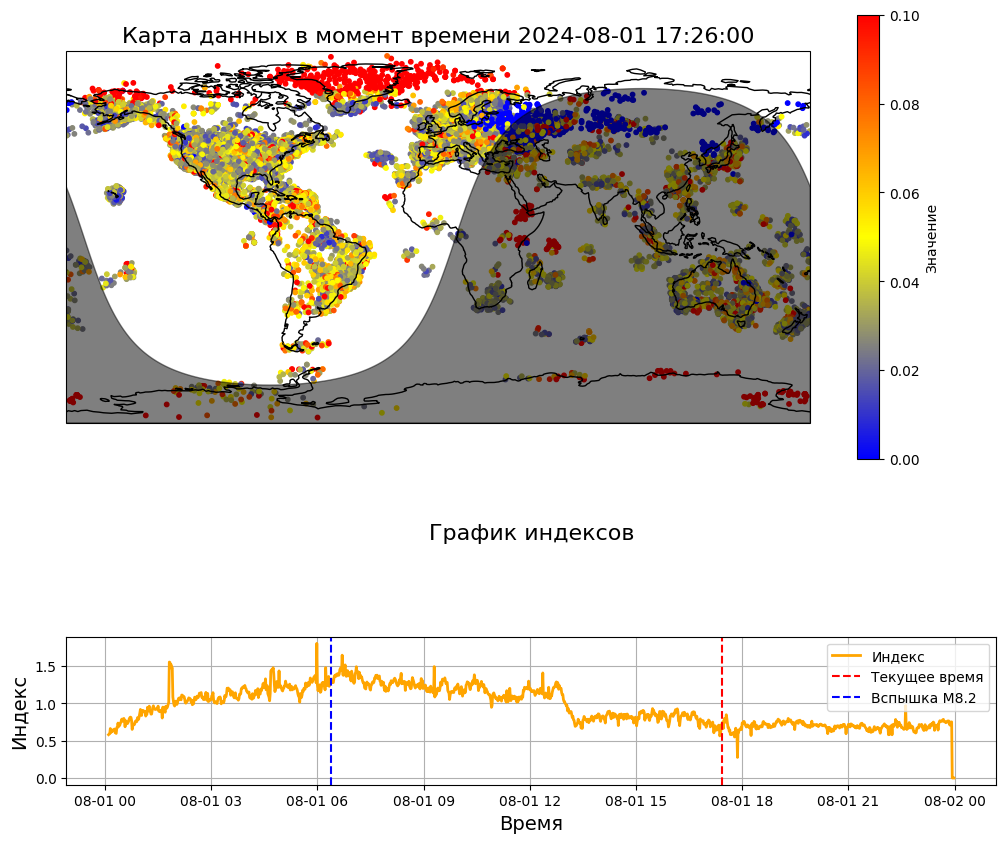 Карта данных в момент времени 2024-08-01 17:26:00
0.10
0.08
0.06
0.04
0.02
0.00
Значение
График индексов
Индекс
1.5
1.0
0.5
0.0
Индекс
Текущее время
Вспышка M8.2
08-01 00 08-01 03 08-01 06 08-01 09 08-01 12 08-01 15 08-01 18 08-01 21 08-02 00
Время